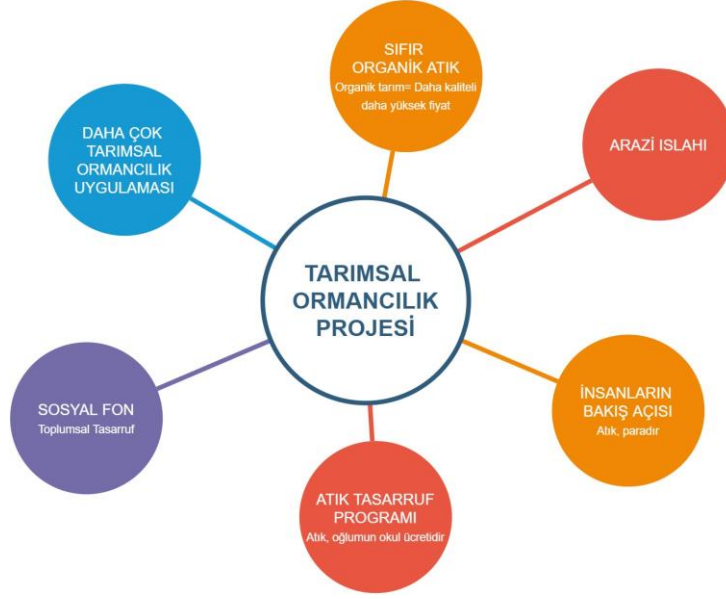 SIFIR
ORGANİK ATIK
Organik tarım= Daha kaliteli
daha yüksek fiyat
DAHA ÇOK
TARIMSAL
ORMANCILIK
UYGULAMASI
ARAZİ ISLAHI
TARIMSAL
ORMANCILIK
PROJESİ
SOSYAL FON
Toplumsal Tasarruf
İNSANLARIN
BAKIŞ AÇISI
Atık, paradır
ATIK TASARRUF
PROGRAMI
Atık, oğlumun okul ücretidir